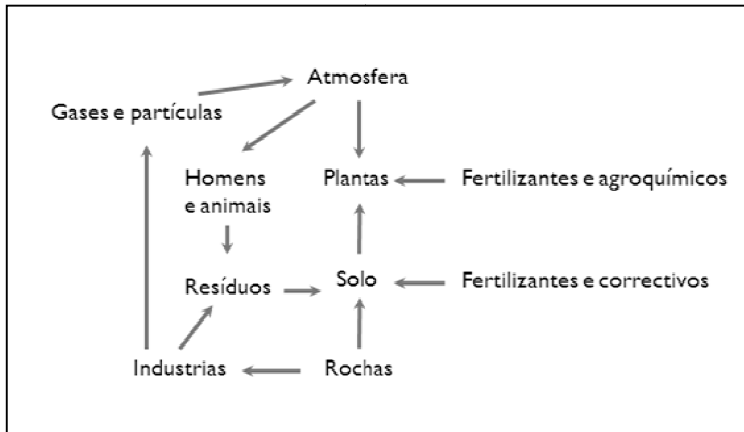 Atmosfera
Gases e partículas
Homens
e animais
Plantas
Fertilizantes e agroquímicos
Resíduos
Solo
Fertilizantes e correctivos
Industrias
Rochas